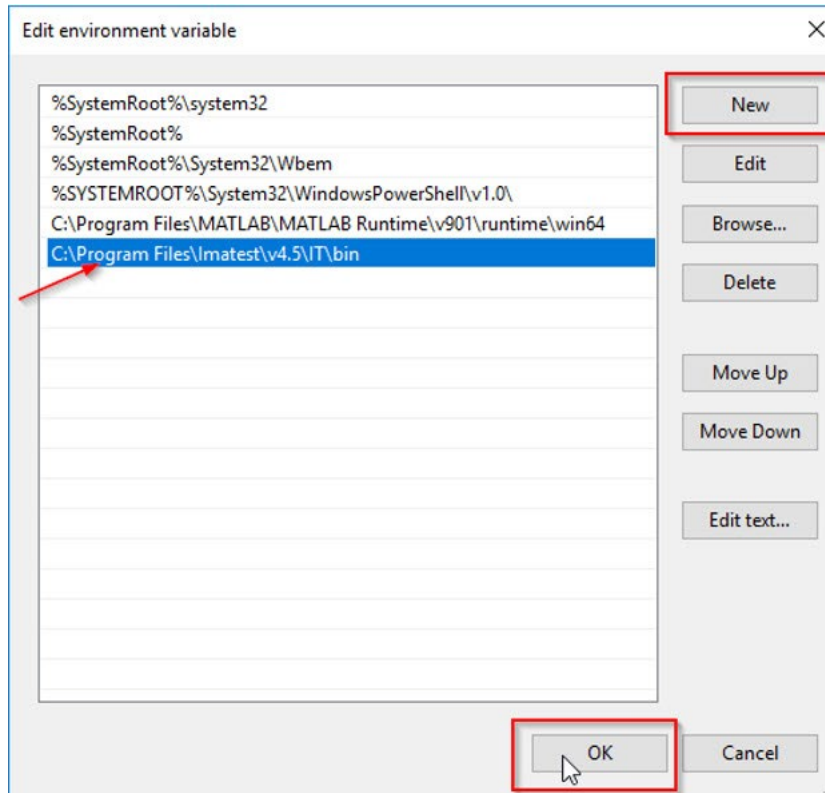 Edit environment variable
%SystemRoot%\system32
%SystemRoot%
%SystemRoot%\System32\Wbem
%SYSTEMROOT%\System32\WindowsPowerShell\v1.0\
C:\Program Files\MATLAB\MATLAB Runtime\v901\runtime\win64
C:\Program Files\Imatest\v4.5\IT\bin
New
Edit
Browse...
Delete
Move Up
Move Down
Edit text...
OK
Cancel